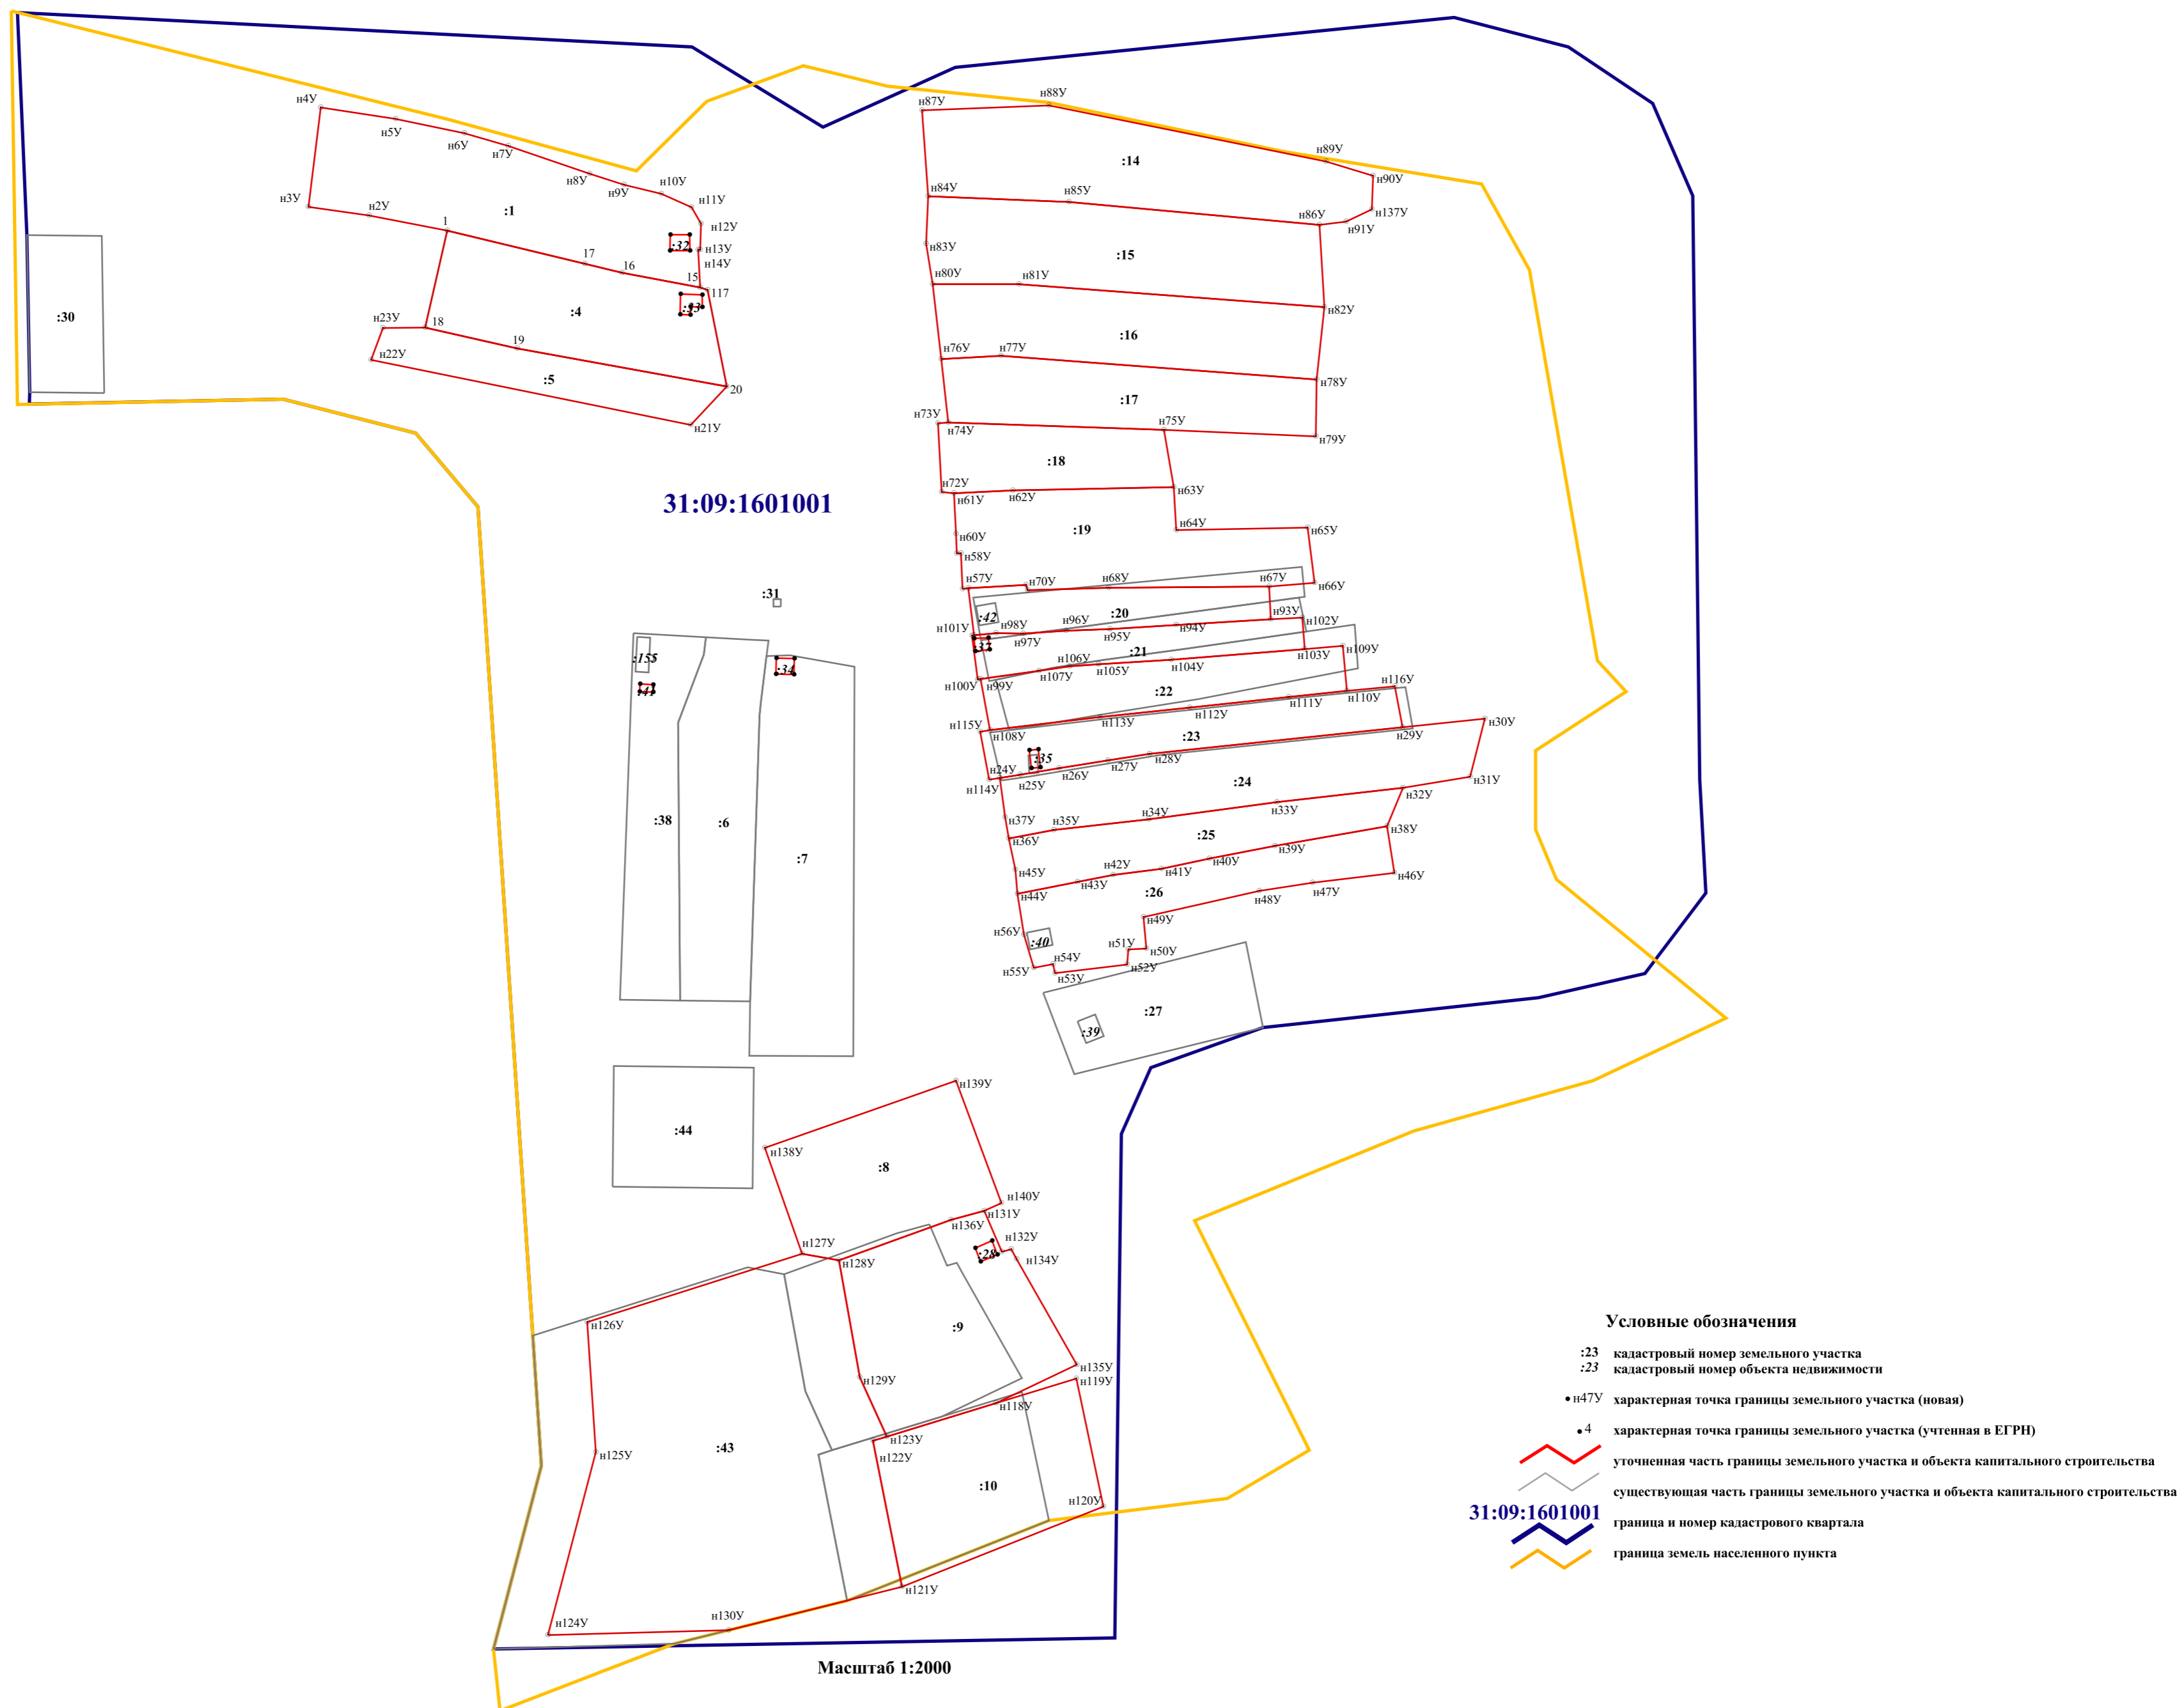 н4У
н5У
н6У
н7У
н8У
н9У
н10У
н11У
н12У
н13У
н14У
н3У
н2У
1
:1
:32
17
16
15
117
:33
:30
н23У
18
:4
19
н22У
:5
20
н21У
н87У
н88У
:14
н89У
н90У
н84У
н85У
н137У
н86У
н91У
н83У
:15
н80У
н81У
н82У
:16
н76У
н77У
н78У
:17
н73У
н74У
н75У
н79У
:18
н72У
н61У
н62У
н63У
31:09:1601001
н64У
н65У
:19
н60У
н58У
н57У
н70У
н68У
н67У
н66У
:31
:42
:20
н93У
н101У
н98У
н97У
н96У
н95У
н94У
н102У
:37
:21
н103У
н109У
н106У
н105У
н104У
н107У
н100У
н99У
:22
н116У
н110У
н111У
н112У
н113У
н115У
н108У
:155
:41
:34
:23
н29У
н30У
:35
н24У
н25У
н26У
н27У
н28У
н114У
:24
н31У
н32У
н33У
н34У
н35У
н37У
н36У
:38
:6
:7
:25
н38У
н39У
н40У
н41У
н42У
н43У
н45У
н44У
:26
н46У
н47У
н48У
н49У
н56У
:40
н51У
н50У
н54У
н52У
н55У
н53У
:27
:39
:44
н139У
н138У
:8
н140У
н131У
н136У
н132У
н134У
:28
н127У
н128У
н126У
:9
н135У
н129У
н119У
н118У
н123У
н122У
н125У
:43
:10
н120У
н121У
н130У
н124У
Масштаб 1:2000
Условные обозначения
:23 кадастровый номер земельного участка
:23 кадастровый номер объекта недвижимости
н47У характерная точка границы земельного участка (новая)
4 характерная точка границы земельного участка (учтенная в ЕГРН)
уточненная часть границы земельного участка и объекта капитального строительства
существующая часть границы земельного участка и объекта капитального строительства
31:09:1601001
граница и номер кадастрового квартала
граница земель населенного пункта